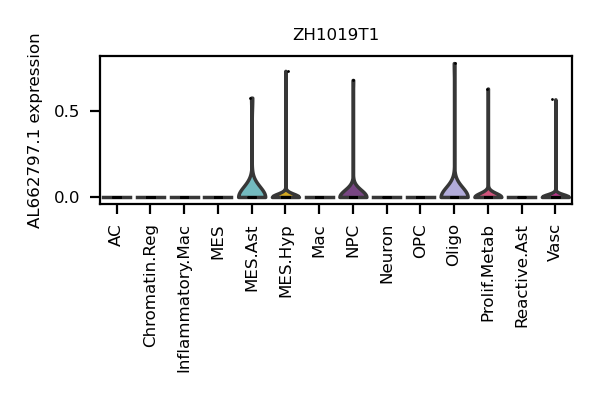 ZH1019T1
AL662797.1 expression
0.5
0.0
AC
Chromatin.Reg
Inflammatory.Mac
MES
MES.Ast
MES.Hyp
Mac
NPC
Neuron
OPC
Oligo
Prolif.Metab
Reactive.Ast
Vasc